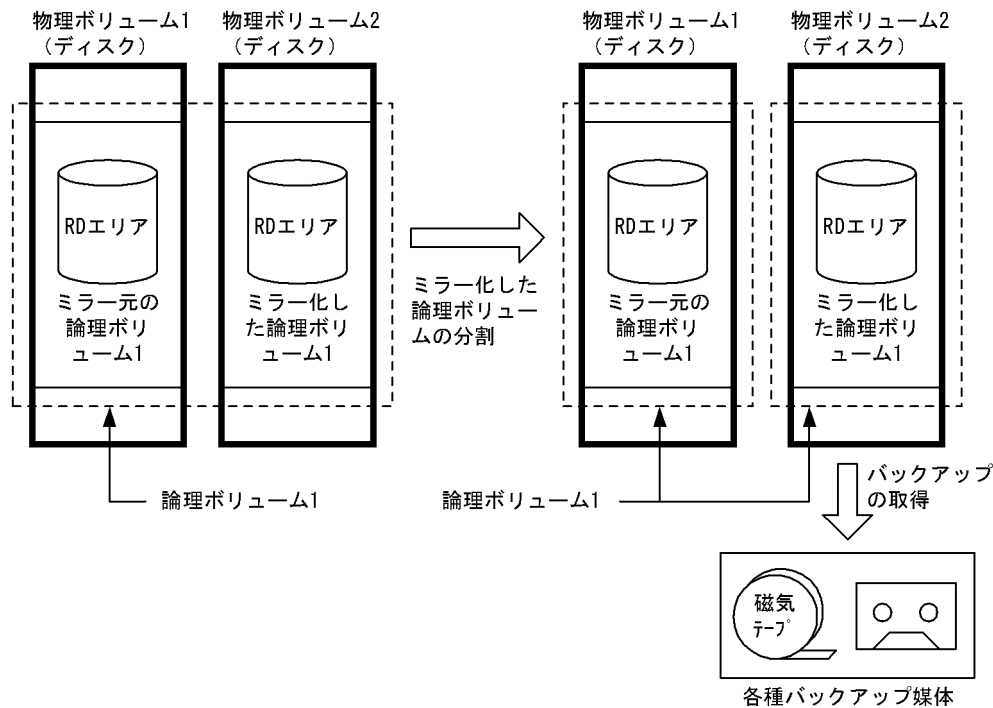 物理ボリューム1
(ディスク)
物理ボリューム2
(ディスク)
物理ボリューム1
(ディスク)
物理ボリューム2
(ディスク)
RDエリア
ミラー元の
論理ボリ
ューム1
RDエリア
ミラー化し
た論理ボリ
ューム1
ミラー化した
論理ボリュー
ムの分割
RDエリア
ミラー元の
論理ボリ
ューム1
RDエリア
ミラー化し
た論理ボリ
ューム1
論理ボリューム1
論理ボリューム1
バックアップ
の取得
磁気
ﾃｰﾌﾟ
各種バックアップ媒体